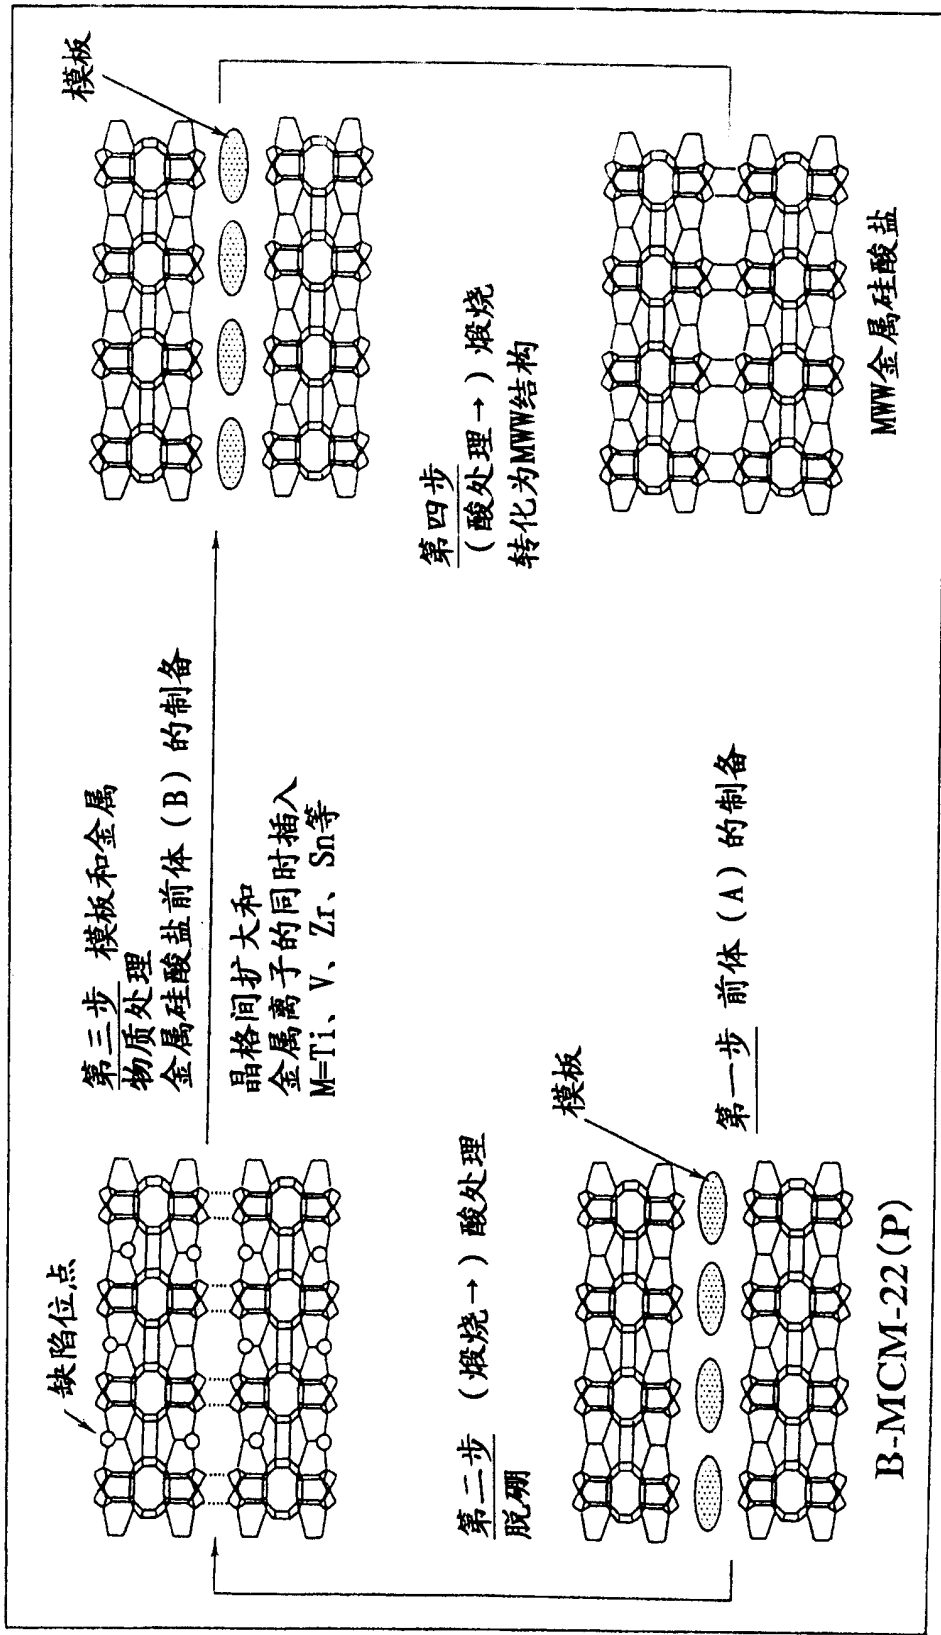 缺陷位点
第三步 模板和金属
物质处理
金属硅酸盐前体(B)的制备
晶格间扩大和
金属离子的同时插入
M=Ti、V、Zr、Sn等
模板
第二步 (煅烧→)酸处理
脱硼
第四步
(酸处理→)煅烧
转化为MWW结构
模板
第一步 前体(A)的制备
B-MCM-22(P)
MWW金属硅酸盐